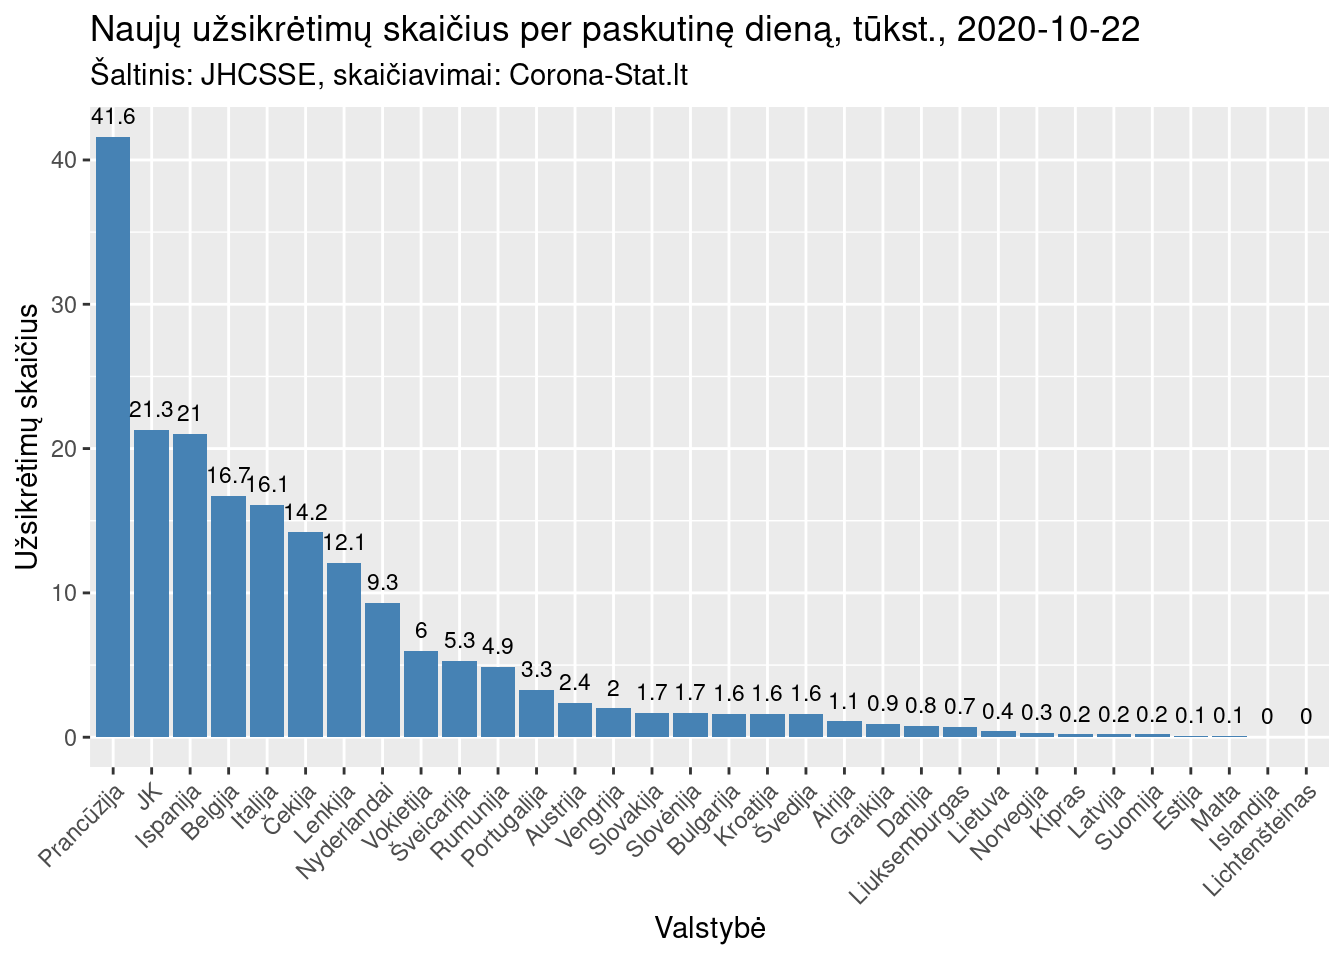 Naujų užsikrėtimų skaičius per paskutinę dieną, tūkst., 2020-10-22
Šaltinis: JHCSSE, skaičiavimai: Corona-Stat.lt
Užsikrėtimų skaičius
40
30
20
10
0
41.6
21.3
21
16.7
16.1
14.2
12.1
9.3
6
5.3
4.9
3.3
2.4
2
1.7
1.7
1.6
1.6
1.6
1.1
0.9
0.8
0.7
0.4
0.3
0.2
0.2
0.2
0.1
0.1
0
0
Prancūzija
JK
Ispanija
Belgija
Italija
Čekija
Lenkija
Nyderlandai
Vokietija
Šveicarija
Rumunija
Portugalija
Austrija
Vengrija
Slovakija
Slovėnija
Bulgarija
Kroatija
Švedija
Airija
Graikija
Danija
Liuksemburgas
Lietuva
Norvegija
Kipras
Latvija
Suomija
Estija
Malta
Islandija
Lichtenšteinas
Valstybė